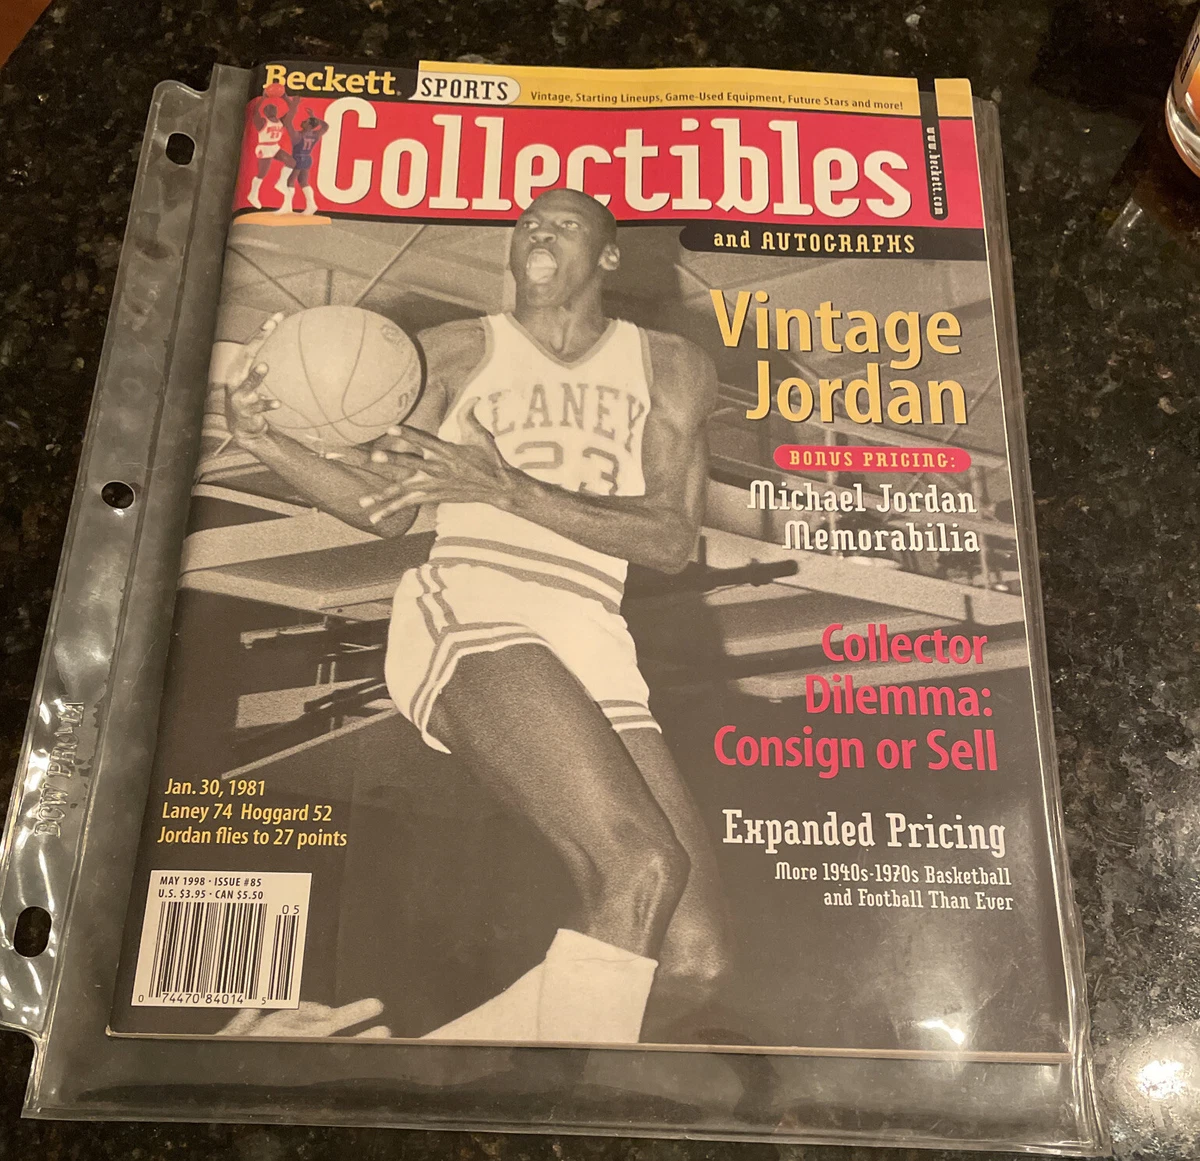 Beckett SPORTS
Vintage, Starting Lineups, Game-Used Equipment, Future Stars and more!
Collectibles
www.beckett.com
and AUTOGRAPHS
Vintage
Jordan
BONUS PRICING:
Michael Jordan
Memorabilia
LANEY
23
Collector
Dilemma:
Consign or Sell
Jan. 30, 1981
Laney 74 Hoggard 52
Jordan flies to 27 points
Expanded Pricing
More 1940s-1970s Basketball
and Football Than Ever
MAY 1998 · ISSUE #85
U.S. $3.95 · CAN $5.50
05
0 74470 84014 5